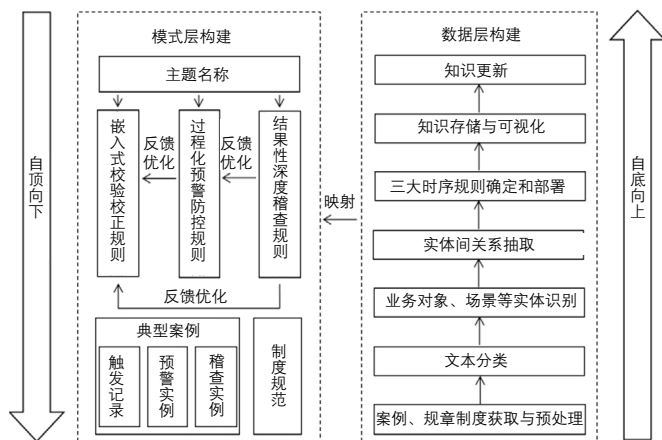 自顶向下
模式层构建
主题名称
嵌入式校验校正规则
反馈
优化
过程化预警防控规则
反馈
优化
结果性深度稽查规则
反馈优化
典型案例
触发记录
预警实例
稽查实例
制度规范
映射
数据层构建
知识更新
知识存储与可视化
三大时序规则确定和部署
实体间关系抽取
业务对象、场景等实体识别
文本分类
案例、规章制度获取与预处理
自底向上